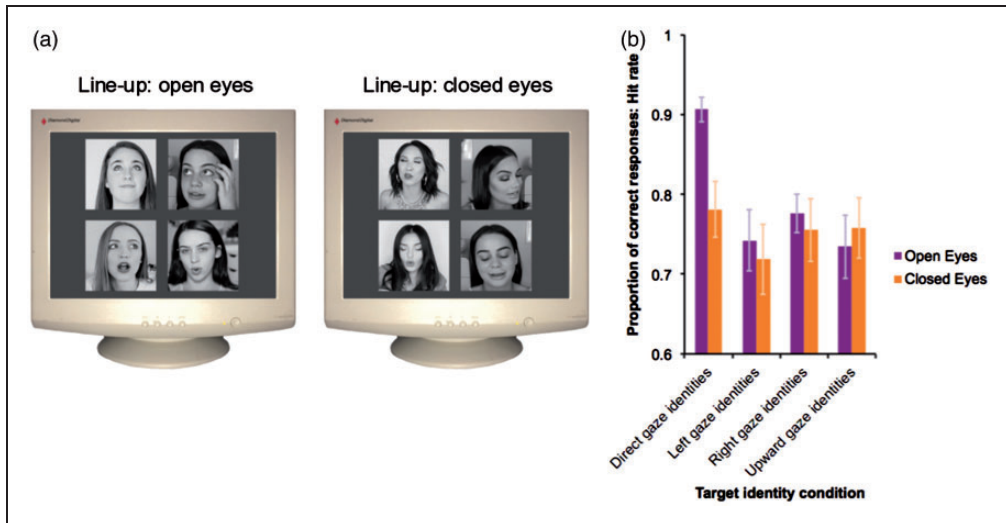 (a)
Line-up: open eyes
Line-up: closed eyes
(b)
Proportion of correct responses: Hit rate
1
0.9
0.8
0.7
0.6
Open Eyes
Closed Eyes
Direct gaze identities
Left gaze identities
Right gaze identities
Upward gaze identities
Target identity condition